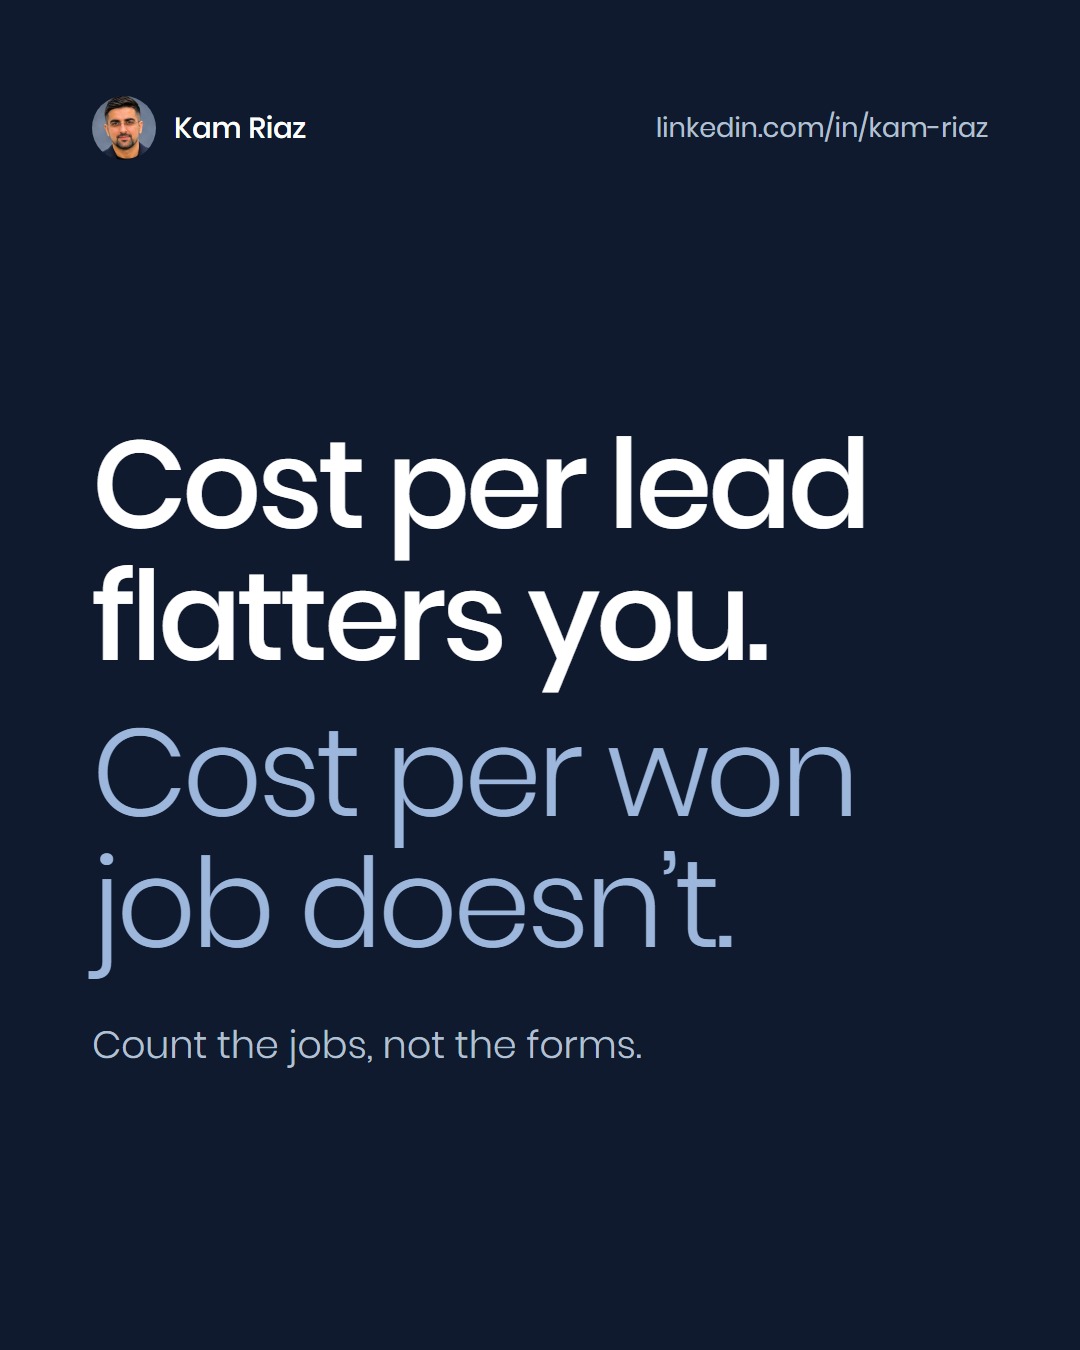 Kam Riaz
linkedin.com/in/kam-riaz
Cost per lead
flatters you.
Cost per won
job doesn’t.
Count the jobs, not the forms.